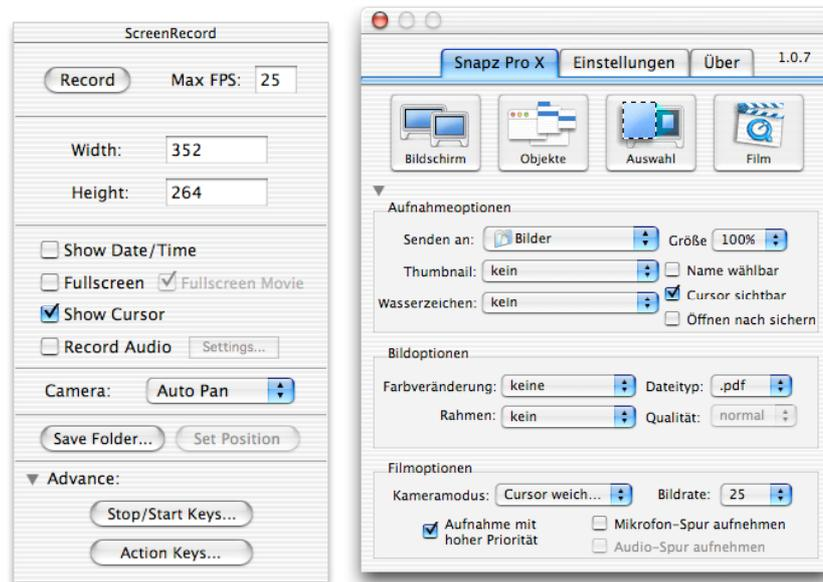 ScreenRecord
Record Max FPS: 25
Width: 352
Height: 264
Show Date/Time
Fullscreen Fullscreen Movie
Show Cursor
Record Audio Settings...
Camera: Auto Pan
Save Folder... Set Position
Advance:
Stop/Start Keys...
Action Keys...
Snapz Pro X Einstellungen Über 1.0.7
Bildschirm Objekte Auswahl Film
Aufnahmeoptionen
Senden an: Bilder Größe 100%
Thumbnail: kein Name wählbar
Wasserzeichen: kein Cursor sichtbar
Öffnen nach sichern
Bildoptionen
Farbveränderung: keine Dateityp: .pdf
Rahmen: kein Qualität: normal
Filmoptionen
Kameramodus: Cursor weich... Bildrate: 25
Aufnahme mit hoher Priorität
Mikrofon-Spur aufnehmen
Audio-Spur aufnehmen